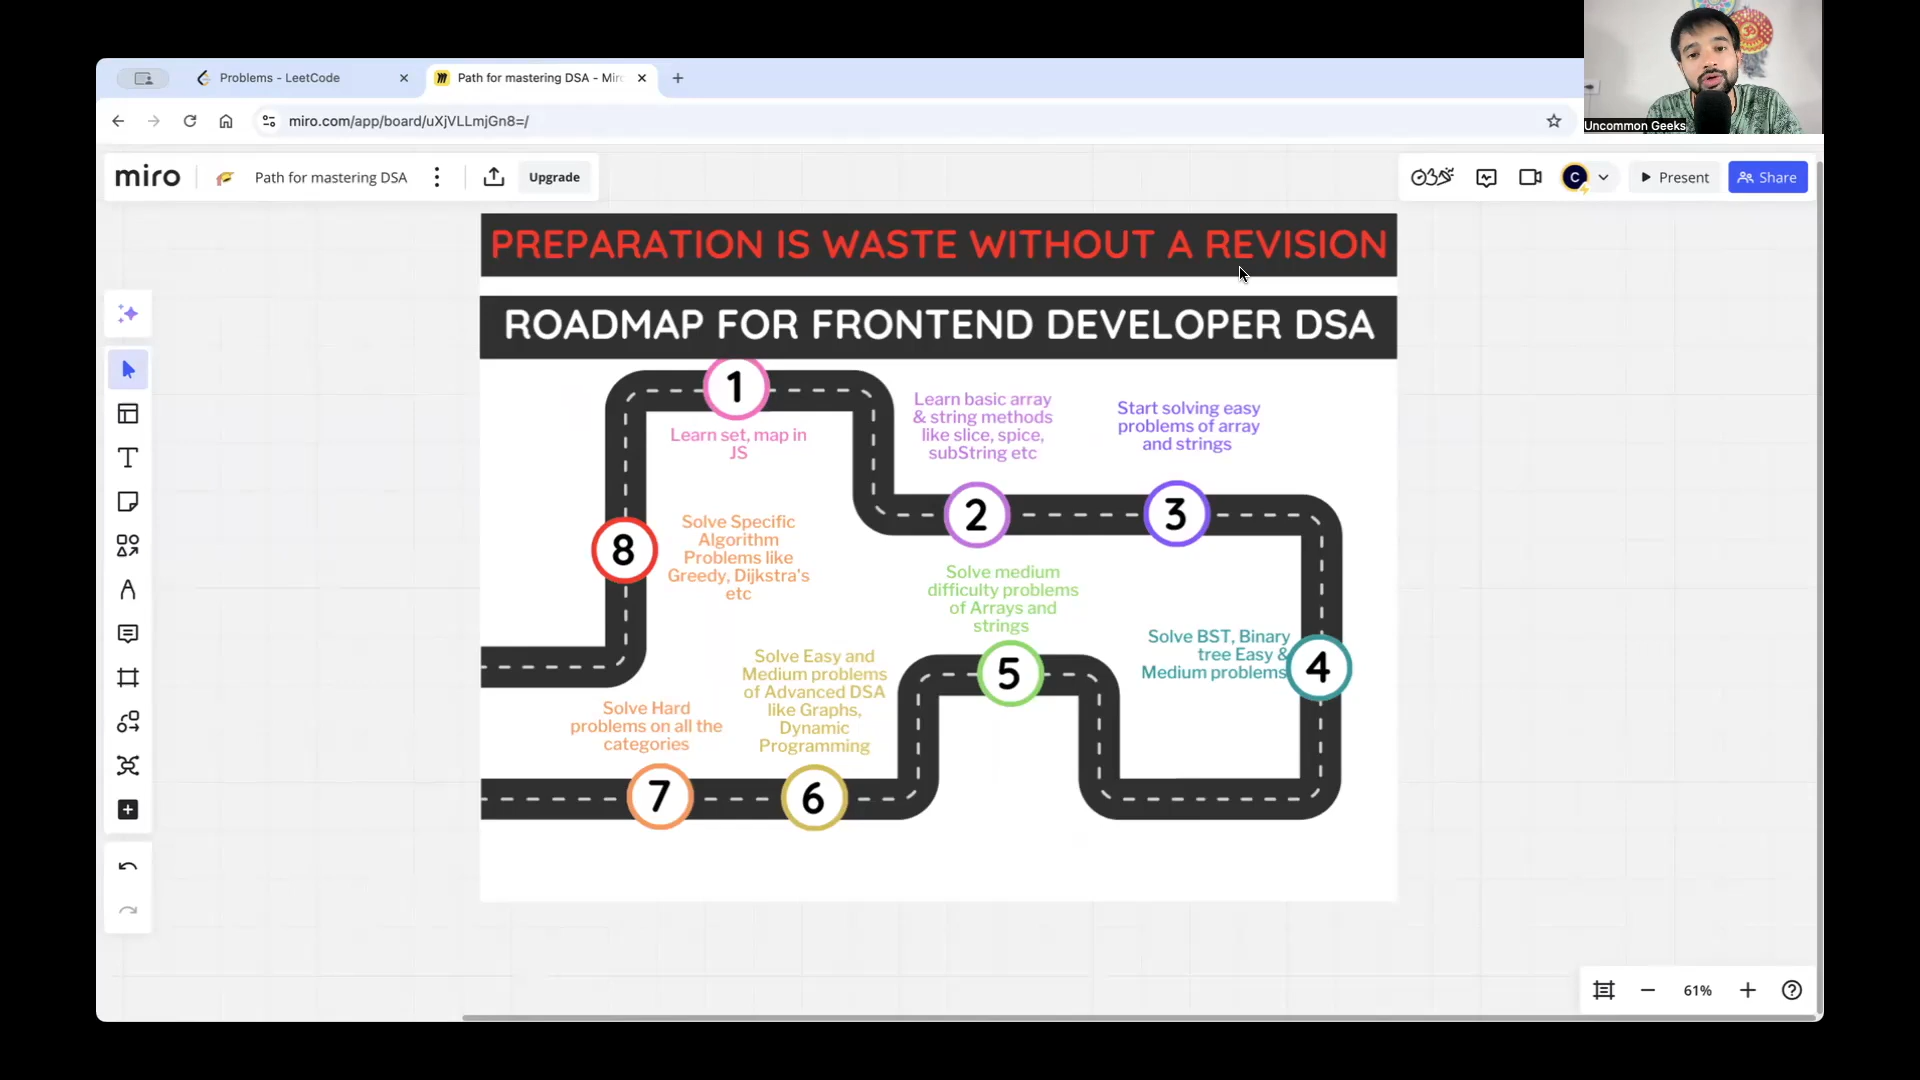 Problems - LeetCode
Path for mastering DSA - Mir
miro.com/app/board/uXjVLLmjGn8=/
Uncommon Geeks
miro
Path for mastering DSA
Upgrade
C
Present
Share
PREPARATION IS WASTE WITHOUT A REVISION
ROADMAP FOR FRONTEND DEVELOPER DSA
1
Learn set, map in
JS
Learn basic array
& string methods
like slice, spice,
subString etc
2
Start solving easy
problems of array
and strings
3
Solve BST, Binary
tree Easy &
Medium problems
4
Solve medium
difficulty problems
of Arrays and
strings
5
Solve Easy and
Medium problems
of Advanced DSA
like Graphs,
Dynamic
Programming
6
Solve Hard
problems on all the
categories
7
Solve Specific
Algorithm
Problems like
Greedy, Dijkstra's
etc
8
61%